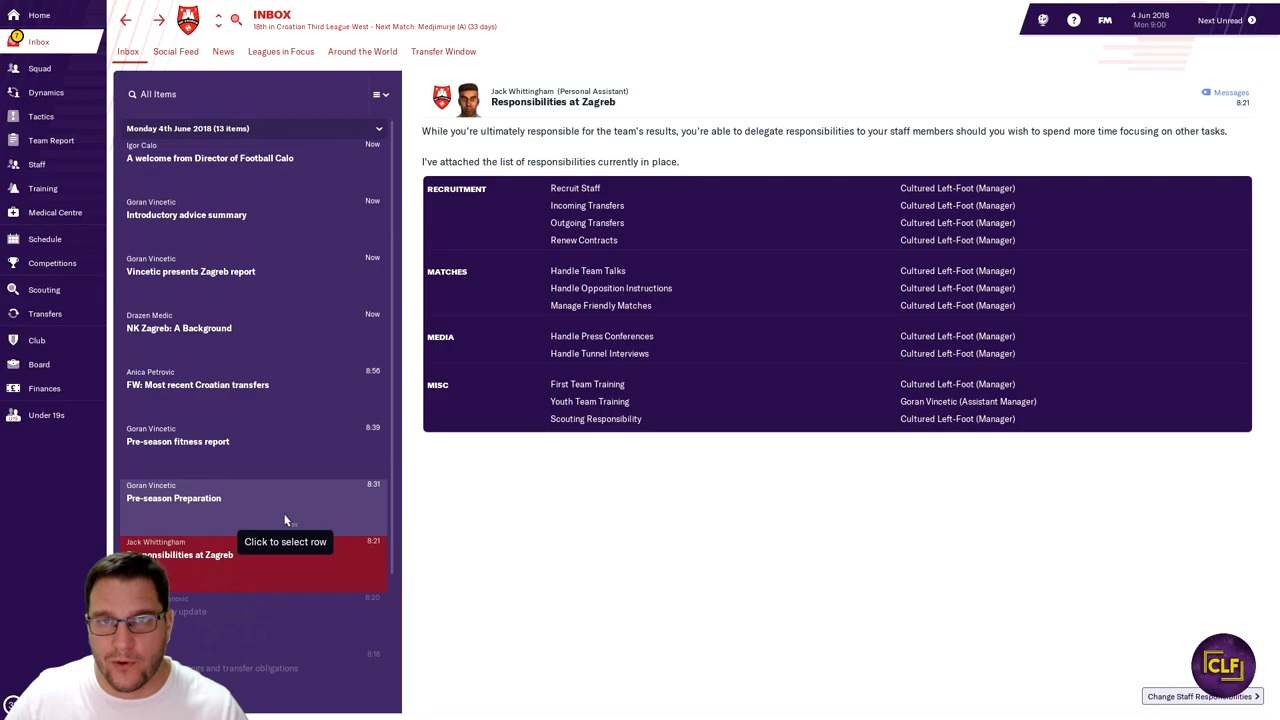 Home
7
Inbox
Squad
Dynamics
Tactics
Team Report
Staff
Training
Medical Centre
Schedule
Competitions
Scouting
Transfers
Club
Board
Finances
Under 19s
INBOX
18th in Croatian Third League West - Next Match: Medjimurje (A) (33 days)
? FM
4 Jun 2018
Mon 9:00
Next Unread
Inbox Social Feed News Leagues in Focus Around the World Transfer Window
All Items
Monday 4th June 2018 (13 items)
Igor Calo Now
A welcome from Director of Football Calo
Goran Vincetic Now
Introductory advice summary
Goran Vincetic Now
Vincetic presents Zagreb report
Drazen Medic Now
NK Zagreb: A Background
Anica Petrovic 8:56
FW: Most recent Croatian transfers
Goran Vincetic 8:39
Pre-season fitness report
Goran Vincetic 8:31
Pre-season Preparation
Click to select row
Jack Whittingham 8:21
onsibilities at Zagreb
8:20
update
8:16
gs and transfer obligations
Jack Whittingham (Personal Assistant)
Responsibilities at Zagreb
Messages
8:21
While you're ultimately responsible for the team's results, you're able to delegate responsibilities to your staff members should you wish to spend more time focusing on other tasks.
I've attached the list of responsibilities currently in place.
RECRUITMENT Recruit Staff Cultured Left-Foot (Manager)
Incoming Transfers Cultured Left-Foot (Manager)
Outgoing Transfers Cultured Left-Foot (Manager)
Renew Contracts Cultured Left-Foot (Manager)
MATCHES Handle Team Talks Cultured Left-Foot (Manager)
Handle Opposition Instructions Cultured Left-Foot (Manager)
Manage Friendly Matches Cultured Left-Foot (Manager)
MEDIA Handle Press Conferences Cultured Left-Foot (Manager)
Handle Tunnel Interviews Cultured Left-Foot (Manager)
MISC First Team Training Cultured Left-Foot (Manager)
Youth Team Training Goran Vincetic (Assistant Manager)
Scouting Responsibility Cultured Left-Foot (Manager)
CLF
Change Staff Responsibilities